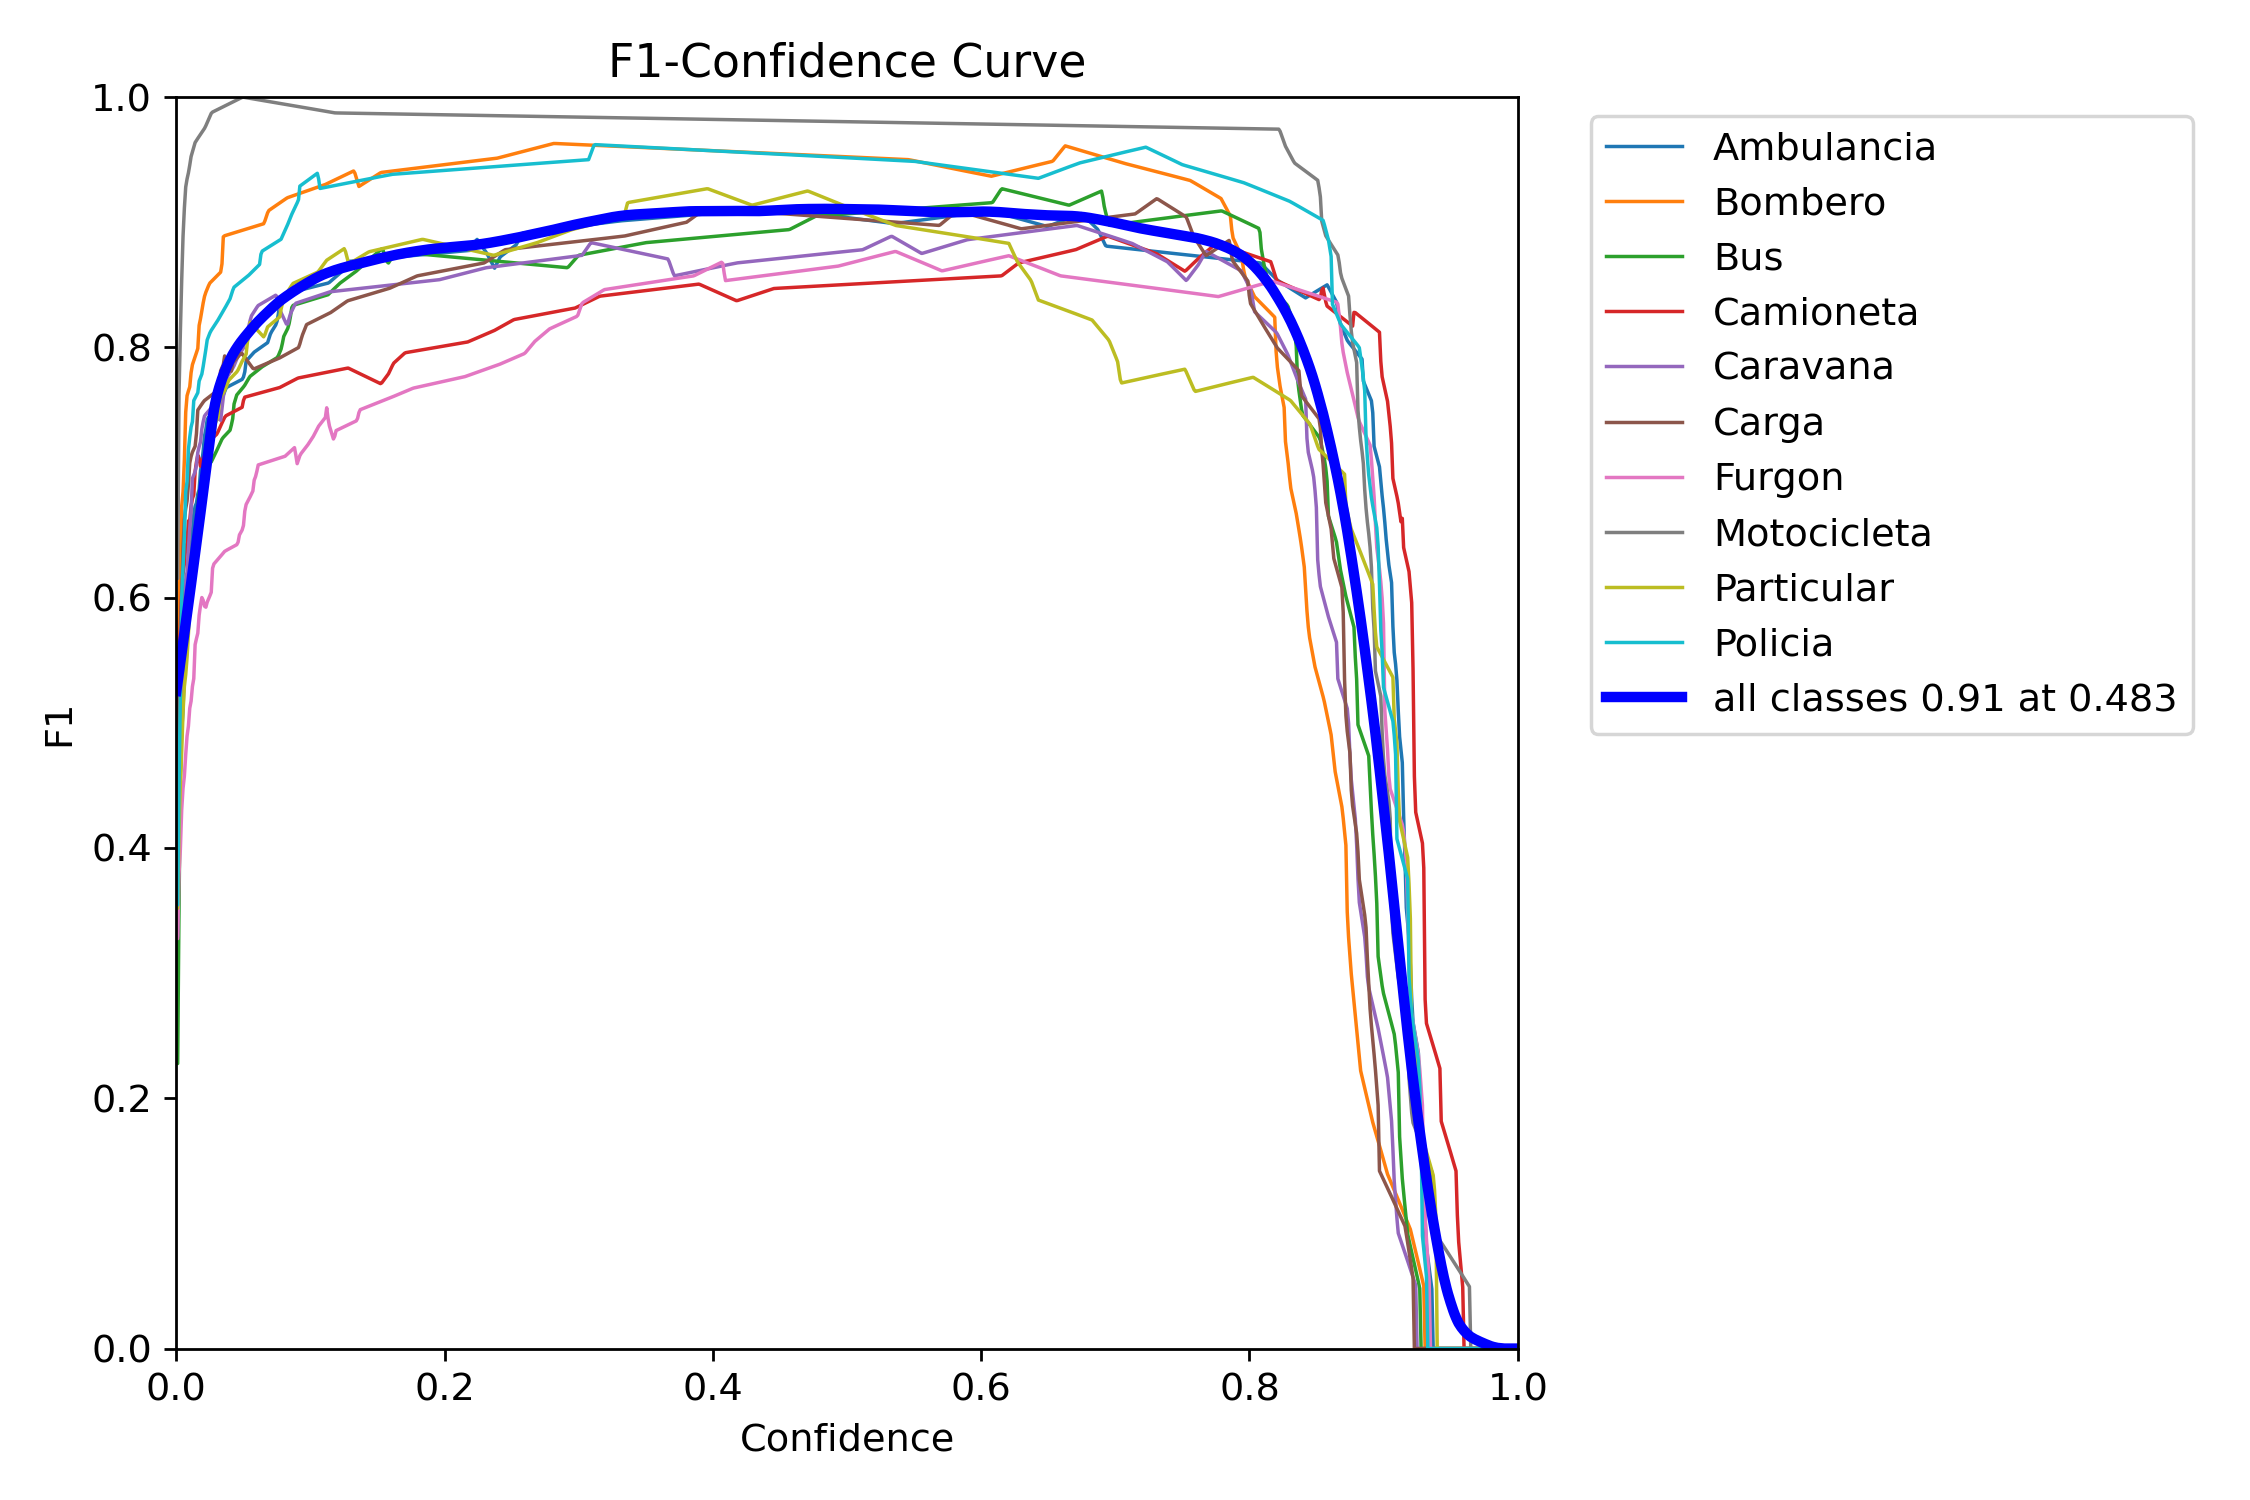 F1-Confidence Curve
1.0
0.8
0.6
0.4
0.2
0.0
F1
0.0 0.2 0.4 0.6 0.8 1.0
Confidence
Ambulancia
Bombero
Bus
Camioneta
Caravana
Carga
Furgon
Motocicleta
Particular
Policia
all classes 0.91 at 0.483